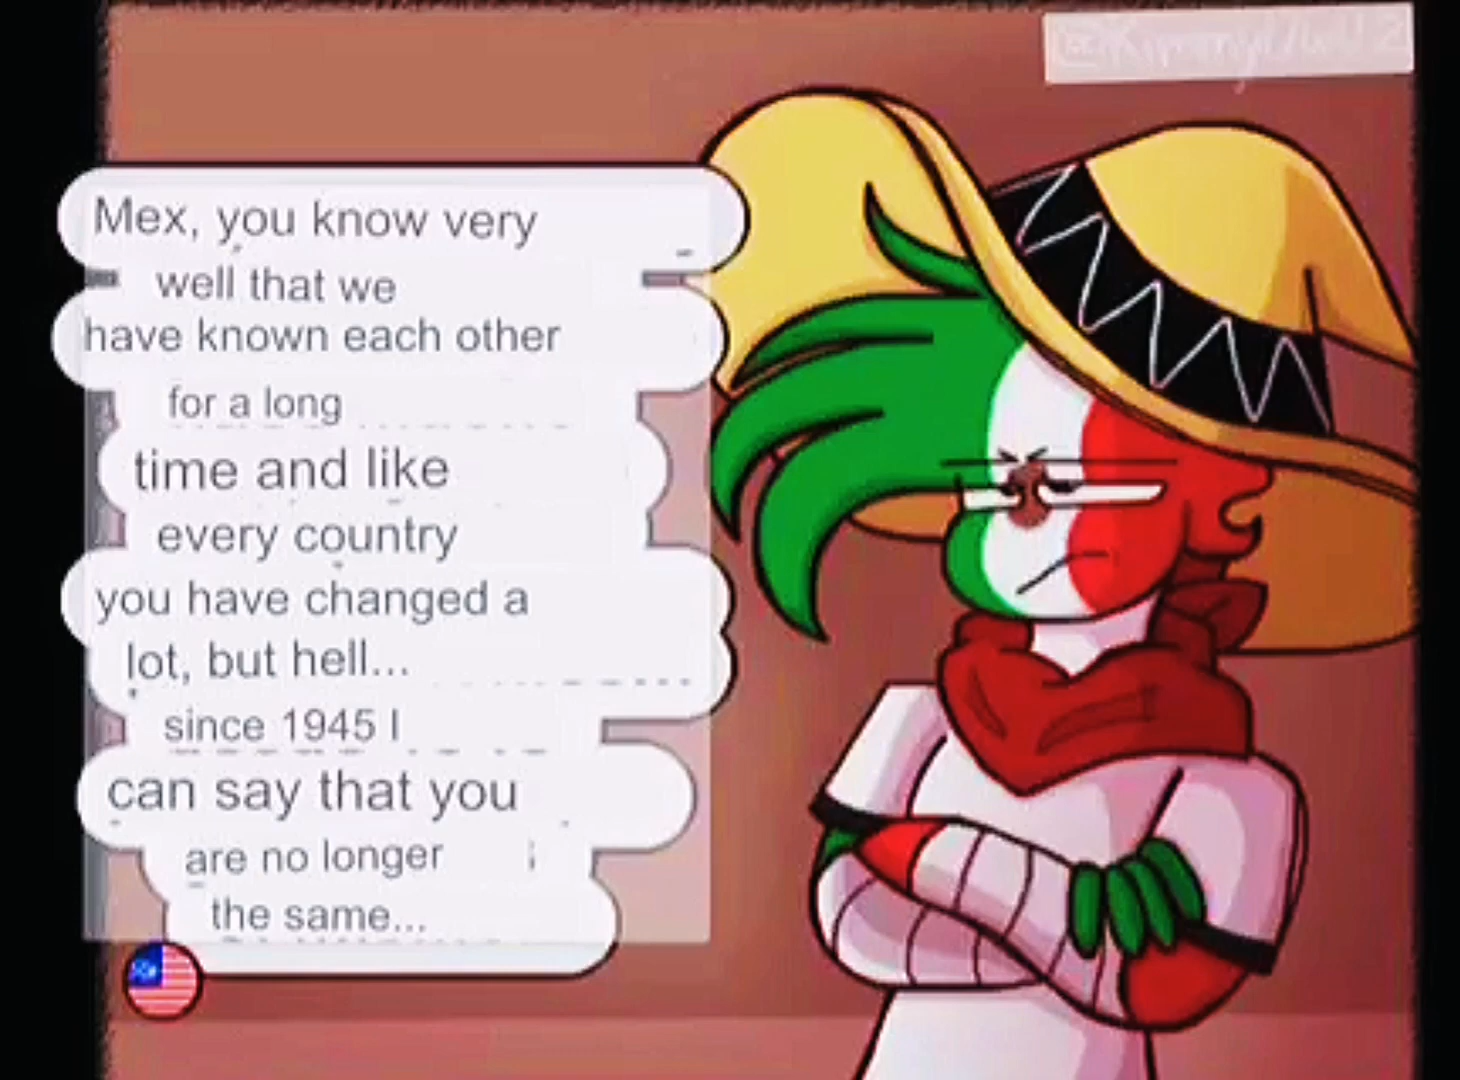 Mex, you know very
well that we
have known each other
for a long
time and like
every country
you have changed a
lot, but hell...
since 1945 I
can say that you
are no longer
the same...